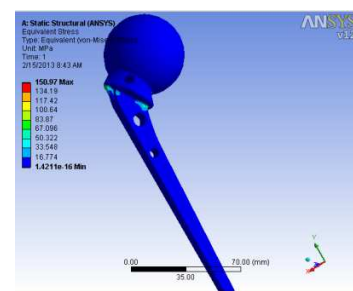 A: Static Structural (ANSYS)
Equivalent Stress
Type: Equivalent (von-Mises)
Unit: MPa
Time: 1
2/15/2013 8:43 AM
150.97 Max
134.19
117.42
100.64
83.87
67.096
50.322
33.548
16.774
1.4211e-16 Min
ANSYS
v12
0.00
70.00 (mm)
35.00
Y
X